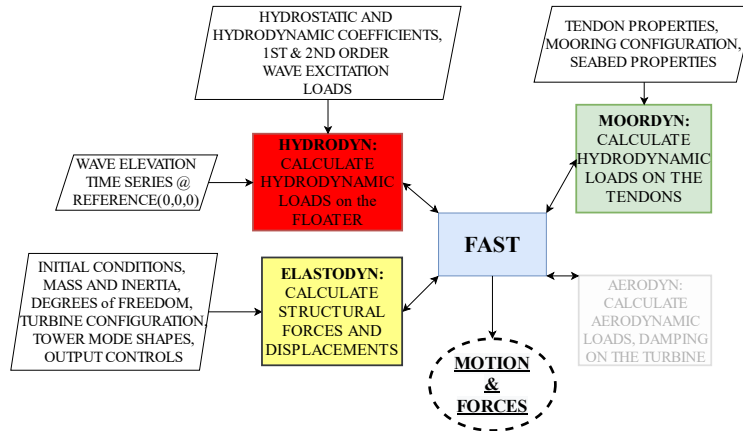 HYDROSTATIC AND
HYDRODYNAMIC COEFFICIENTS,
1ST & 2ND ORDER
WAVE EXCITATION
LOADS
TENDON PROPERTIES,
MOORING CONFIGURATION,
SEABED PROPERTIES
HYDRODYN:
CALCULATE
HYDRODYNAMIC
LOADS on the
FLOATER
MOORDYN:
CALCULATE
HYDRODYNAMIC
LOADS ON THE
TENDONS
WAVE ELEVATION
TIME SERIES @
REFERENCE(0,0,0)
FAST
INITIAL CONDITIONS,
MASS AND INERTIA,
DEGREES of FREEDOM,
TURBINE CONFIGURATION,
TOWER MODE SHAPES,
OUTPUT CONTROLS
ELASTODYN:
CALCULATE
STRUCTURAL
FORCES AND
DISPLACEMENTS
AERODYN:
CALCULATE
AERODYNAMIC
LOADS, DAMPING
ON THE TURBINE
MOTION
&
FORCES